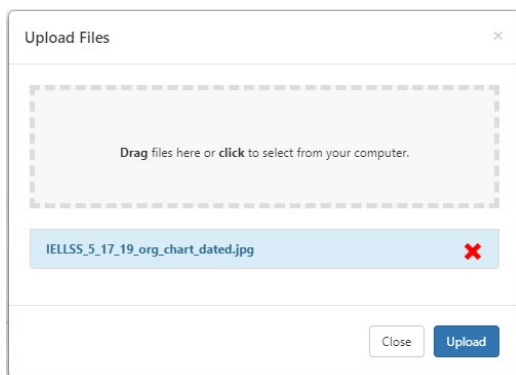 Upload Files
×
Drag files here or click to select from your computer.
IELLSS_5_17_19_org_chart_dated.jpg
Close
Upload